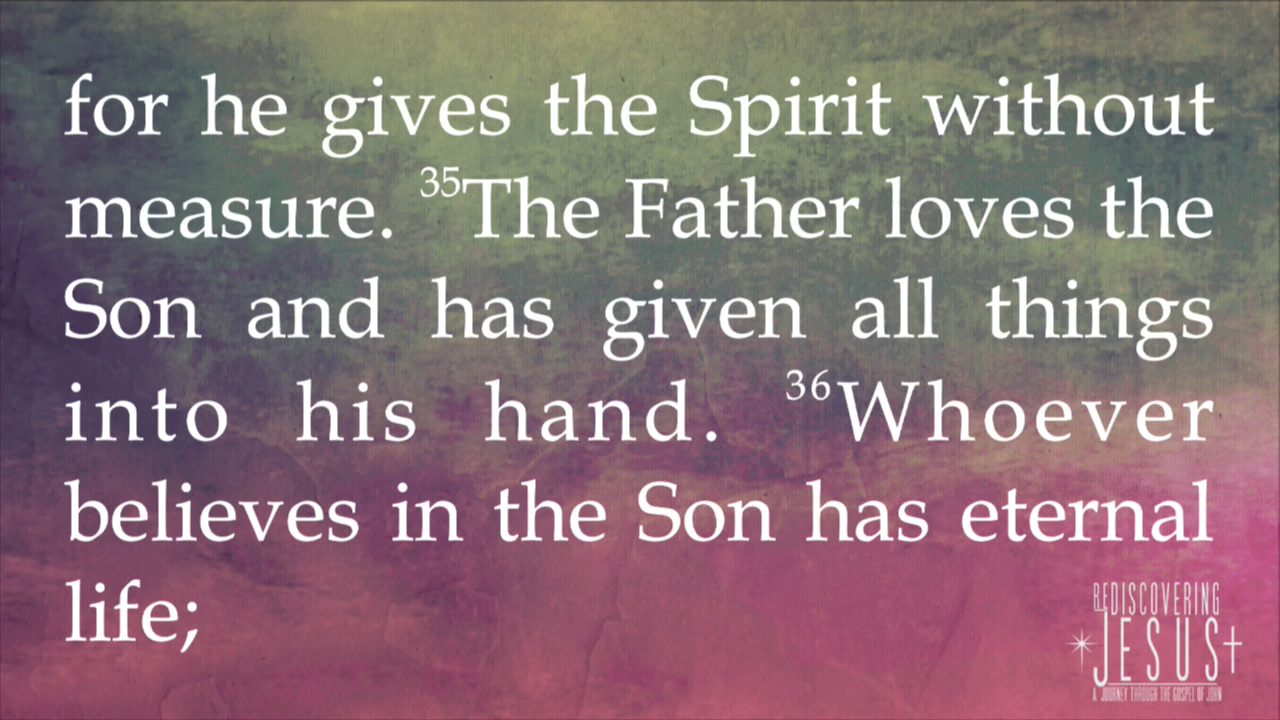 for he gives the Spirit without
measure. 35The Father loves the
Son and has given all things
into his hand. 36Whoever
believes in the Son has eternal
life;
REDISCOVERING
JESUS
A JOURNEY THROUGH THE GOSPEL OF JOHN